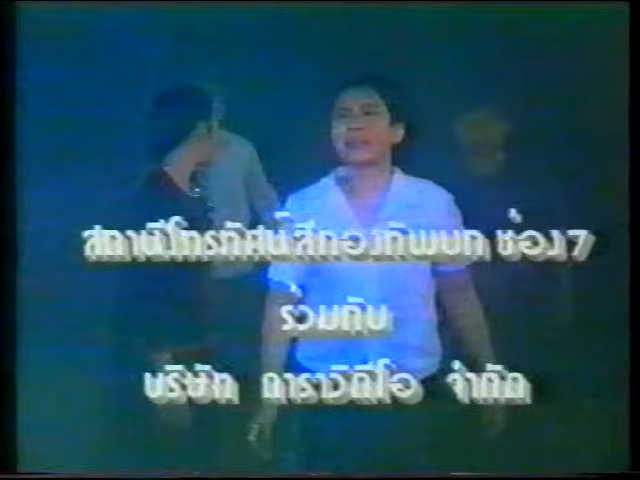 สถานีโทรทัศน์สีกองทัพบก ช่อง7
ร่วมกับ
บริษัท ดาราวิดีโอ จำกัด